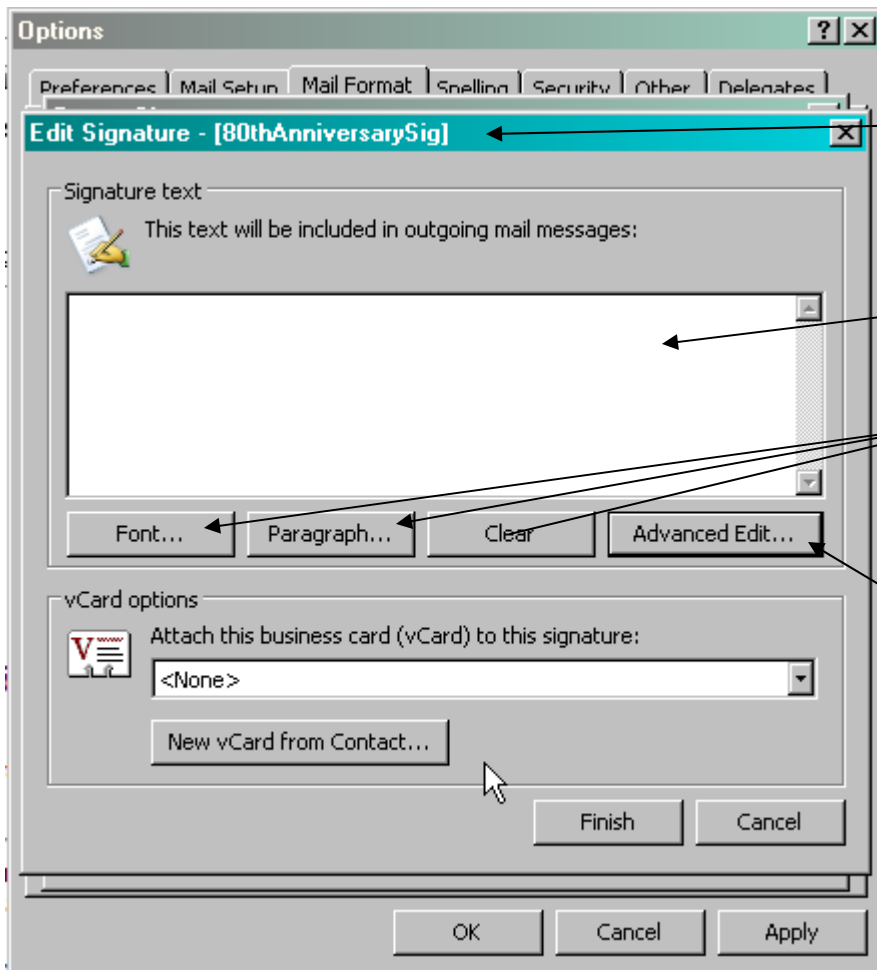 Options
Preferences Mail Setup Mail Format Spelling Security Other Delegates
Edit Signature - [80thAnniversarySig]
Signature text
This text will be included in outgoing mail messages:
Font... Paragraph... Clear Advanced Edit...
vCard options
Attach this business card (vCard) to this signature:
<None>
New vCard from Contact...
Finish Cancel
OK Cancel Apply